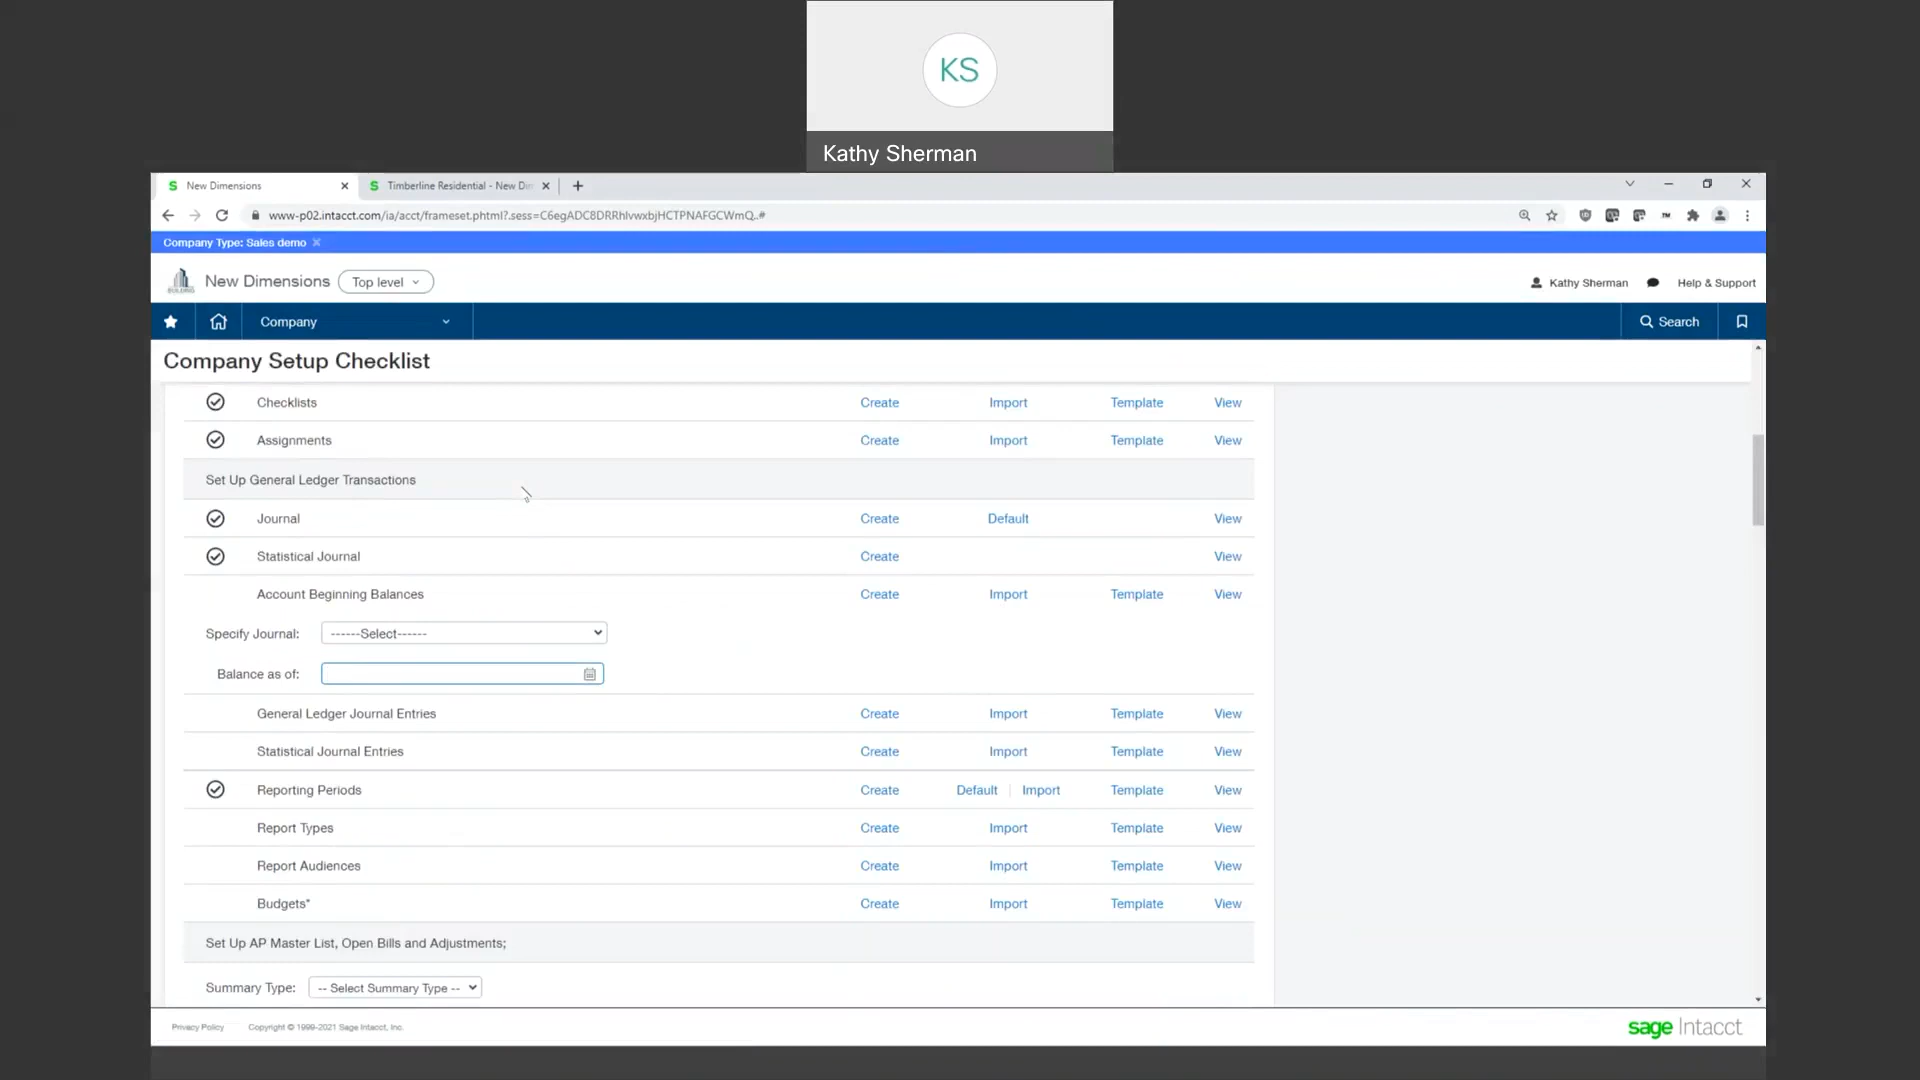 KS
Kathy Sherman
New Dimensions
Timberline Residential - New Di
www-p02.intacct.com/ia/acct/frameset.phtml?.sess=C6egADC8DRRhIvwxbjHCTPNAFGCWmQ..#
Company Type: Sales demo
New Dimensions Top level
Kathy Sherman Help & Support
Company Search
Company Setup Checklist
Checklists Create Import Template View
Assignments Create Import Template View
Set Up General Ledger Transactions
Journal Create Default View
Statistical Journal Create View
Account Beginning Balances Create Import Template View
Specify Journal: ------Select------
Balance as of:
General Ledger Journal Entries Create Import Template View
Statistical Journal Entries Create Import Template View
Reporting Periods Create Default Import Template View
Report Types Create Import Template View
Report Audiences Create Import Template View
Budgets* Create Import Template View
Set Up AP Master List, Open Bills and Adjustments;
Summary Type: -- Select Summary Type --
Privacy Policy Copyright © 1999-2021 Sage Intacct, Inc.
sage Intacct